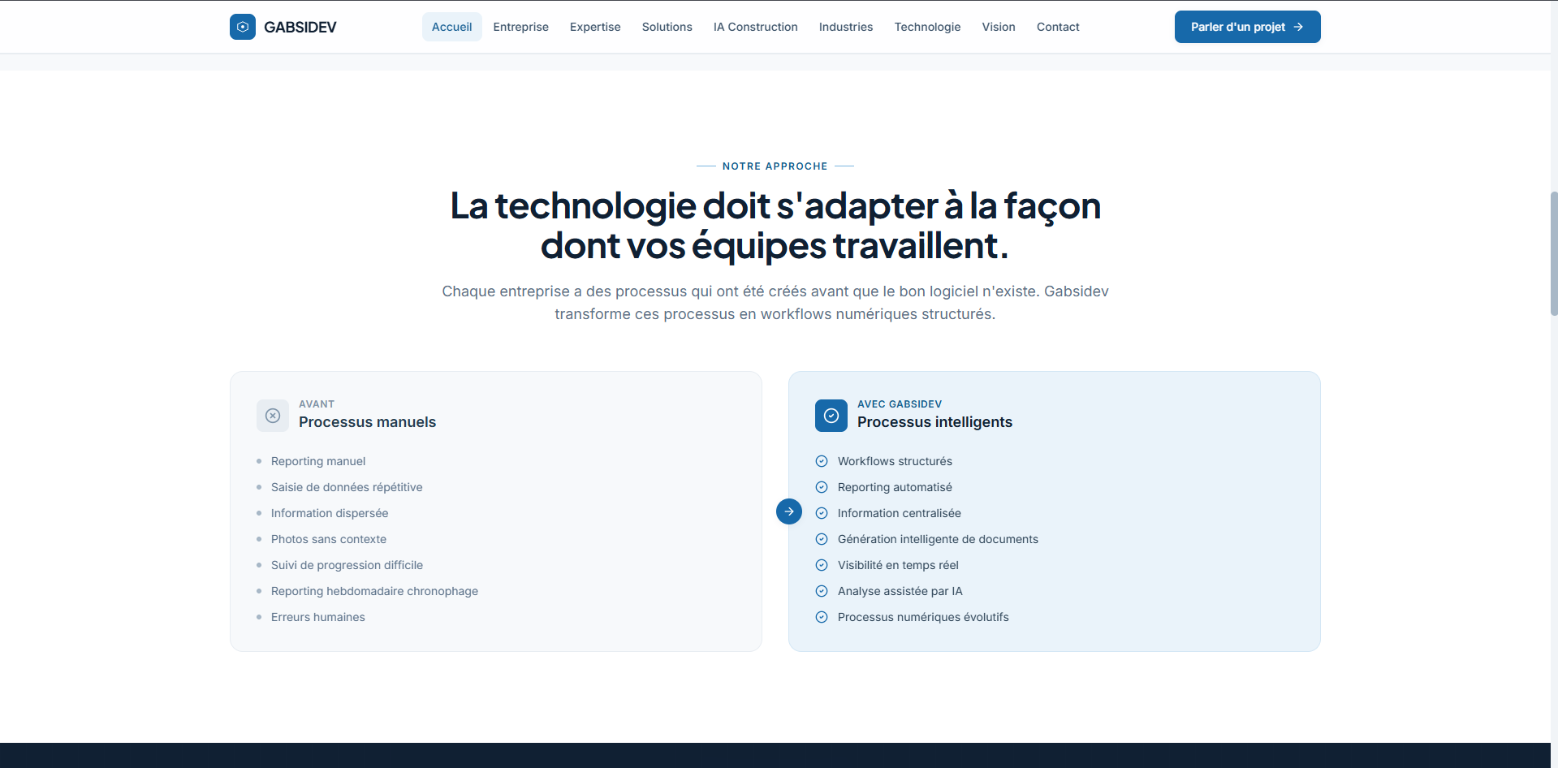 GABSIDEV
Accueil
Entreprise
Expertise
Solutions
IA Construction
Industries
Technologie
Vision
Contact
Parler d'un projet
NOTRE APPROCHE
La technologie doit s'adapter à la façon
dont vos équipes travaillent.
Chaque entreprise a des processus qui ont été créés avant que le bon logiciel n'existe. Gabsidev
transforme ces processus en workflows numériques structurés.
AVANT
Processus manuels
Reporting manuel
Saisie de données répétitive
Information dispersée
Photos sans contexte
Suivi de progression difficile
Reporting hebdomadaire chronophage
Erreurs humaines
AVEC GABSIDEV
Processus intelligents
Workflows structurés
Reporting automatisé
Information centralisée
Génération intelligente de documents
Visibilité en temps réel
Analyse assistée par IA
Processus numériques évolutifs